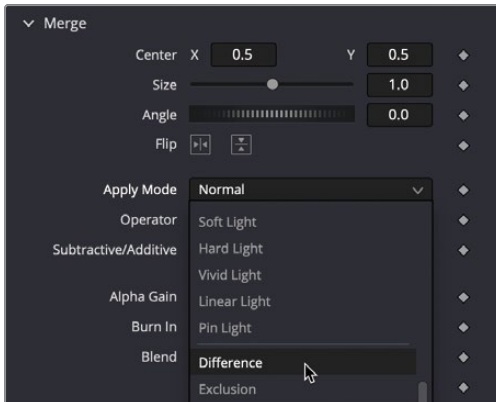 Merge
Center X 0.5 Y 0.5
Size 1.0
Angle 0.0
Flip
Apply Mode Normal
Operator
Soft Light
Subtractive/Additive
Hard Light
Vivid Light
Alpha Gain
Linear Light
Burn In
Pin Light
Blend
Difference
Exclusion